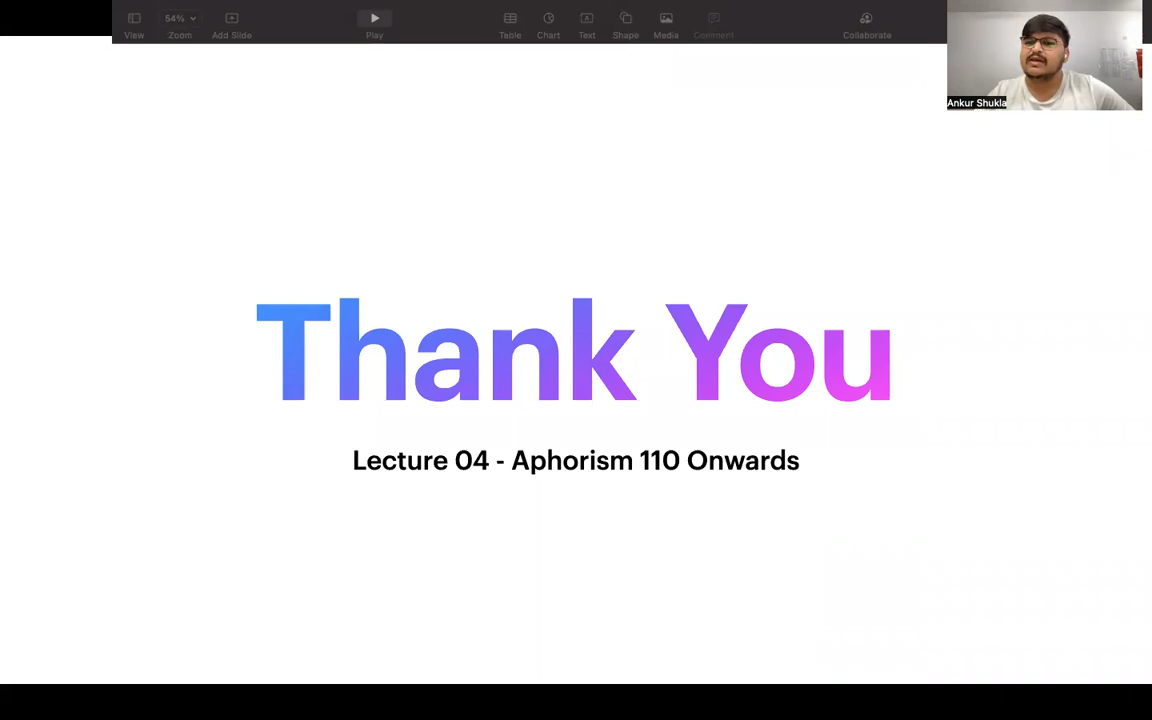 54%
View
Zoom
Add Slide
Play
Table
Chart
Text
Shape
Media
Comment
Collaborate
Ankur Shukla
Thank You
Lecture 04 - Aphorism 110 Onwards